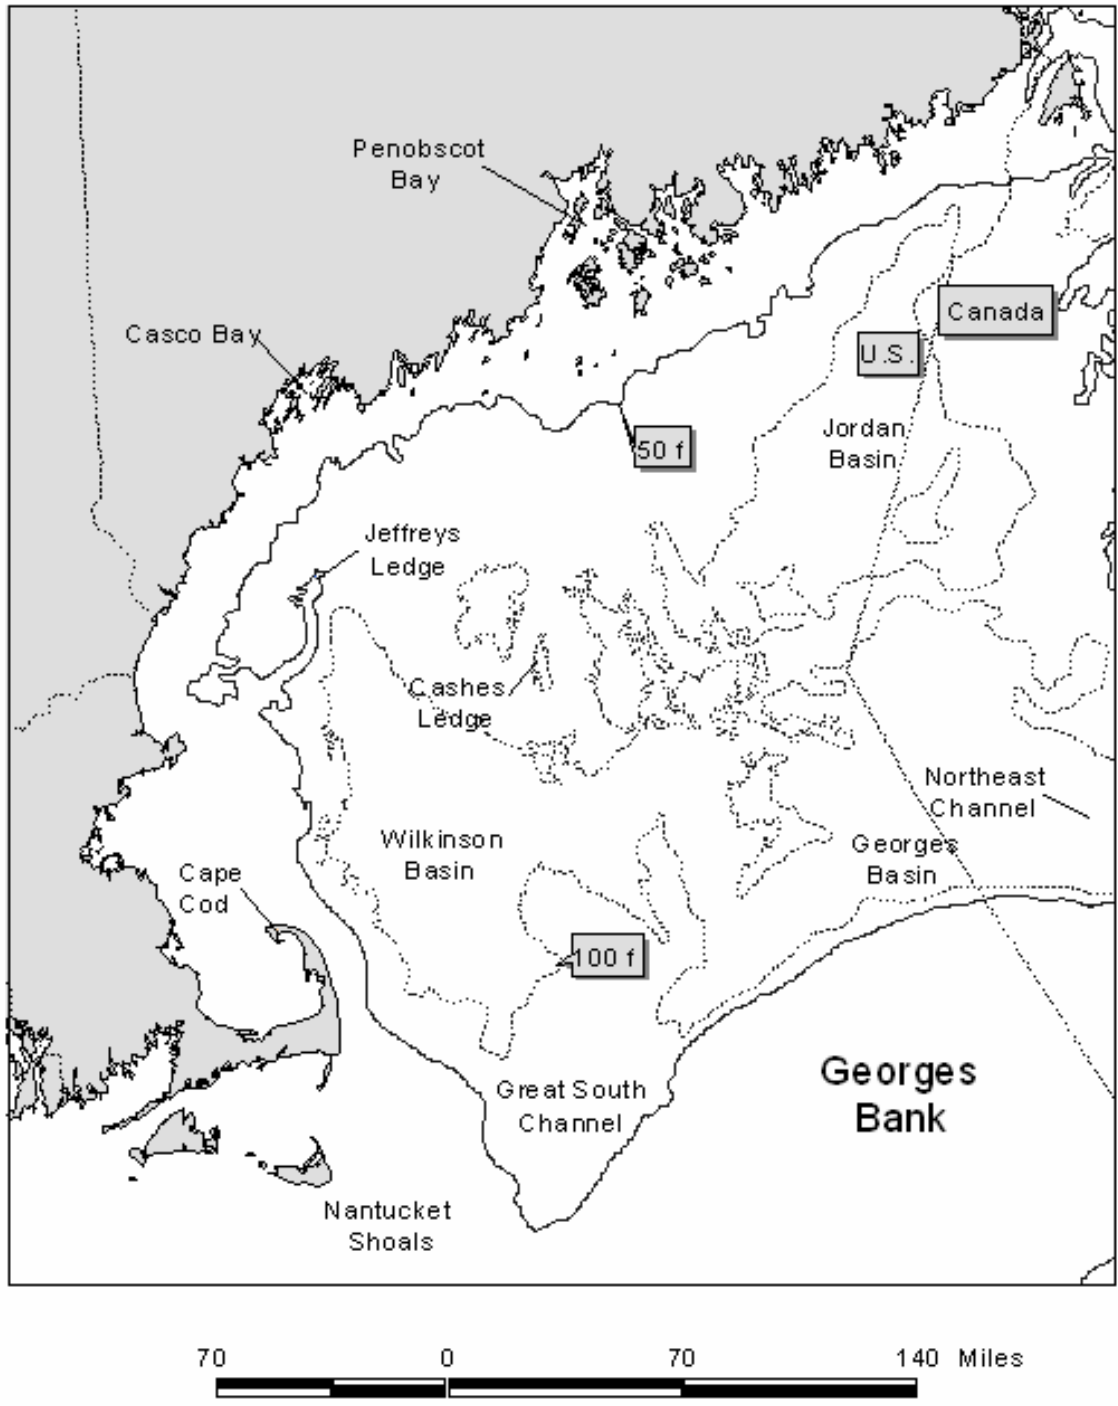 Penobscot
Bay
Casco Bay
Canada
U.S.
Jordan
Basin
50 f
Jeffreys
Ledge
Cashes
Ledge
Northeast
Channel
Wilkinson
Basin
Georges
Basin
Cape
Cod
100 f
Georges
Bank
Great South
Channel
Nantucket
Shoals
70 0 70 140 Miles